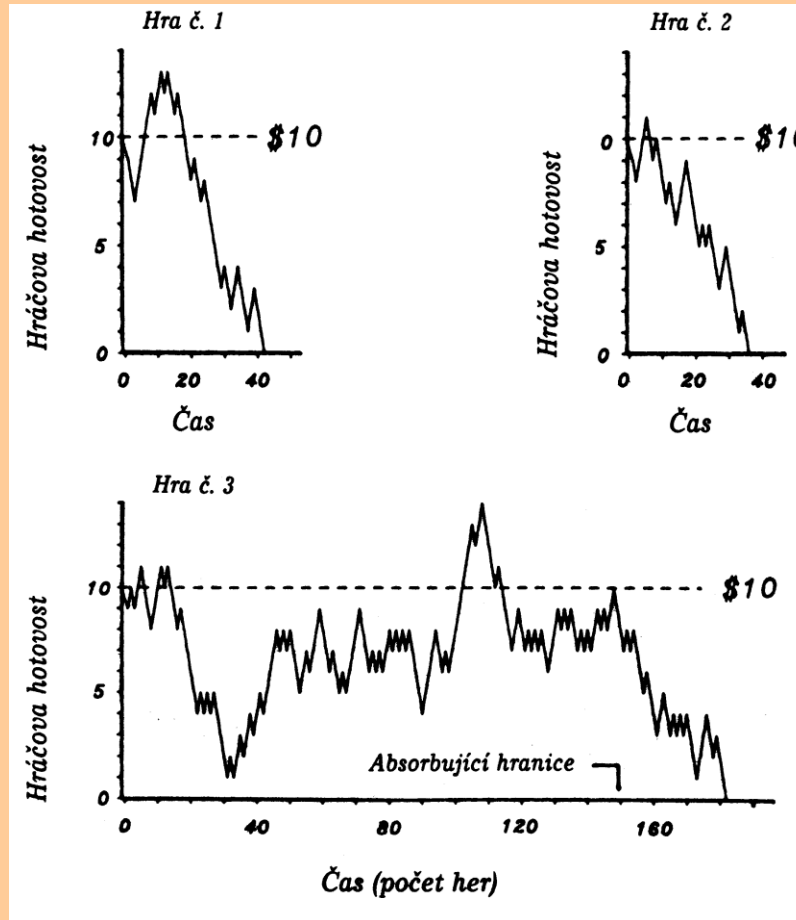 Hra č. 1
Hráčova hotovost
10
5
0
$10
0 20 40
Čas
Hra č. 2
Hráčova hotovost
0
5
0
$10
0 20 40
Čas
Hra č. 3
Hráčova hotovost
10
5
0
$10
Absorbující hranice
0 40 80 120 160
Čas (počet her)